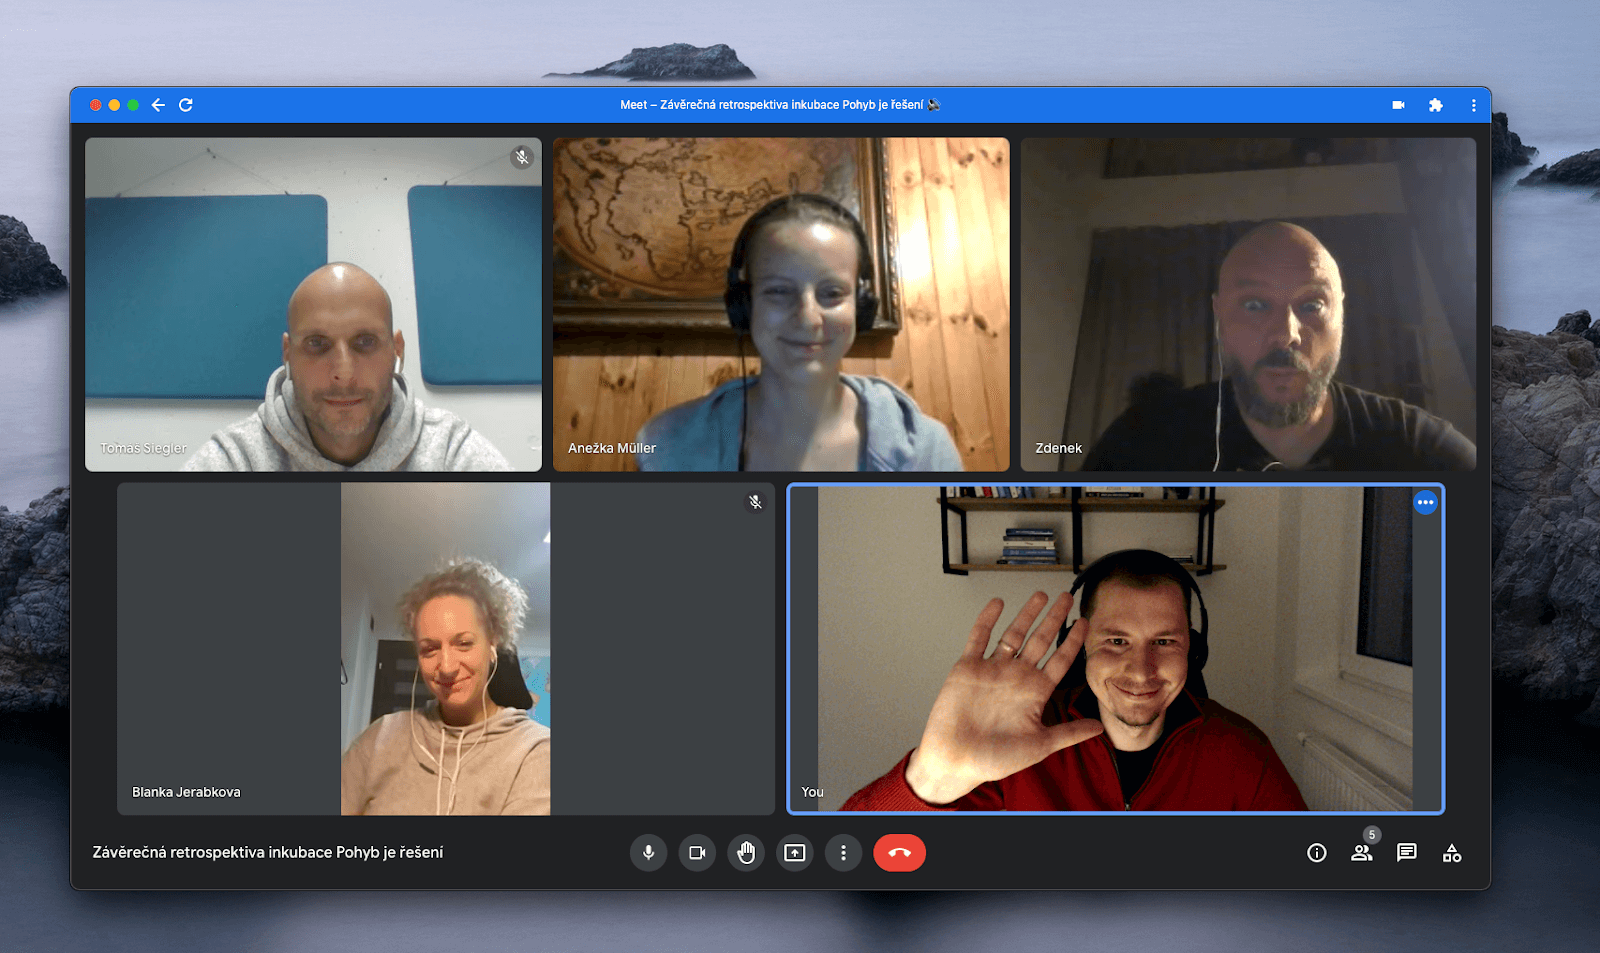 Meet – Závěrečná retrospektiva inkubace Pohyb je řešení
Tomáš Siegler
Anežka Müller
Zdenek
Blanka Jerabkova
You
Závěrečná retrospektiva inkubace Pohyb je řešení
5